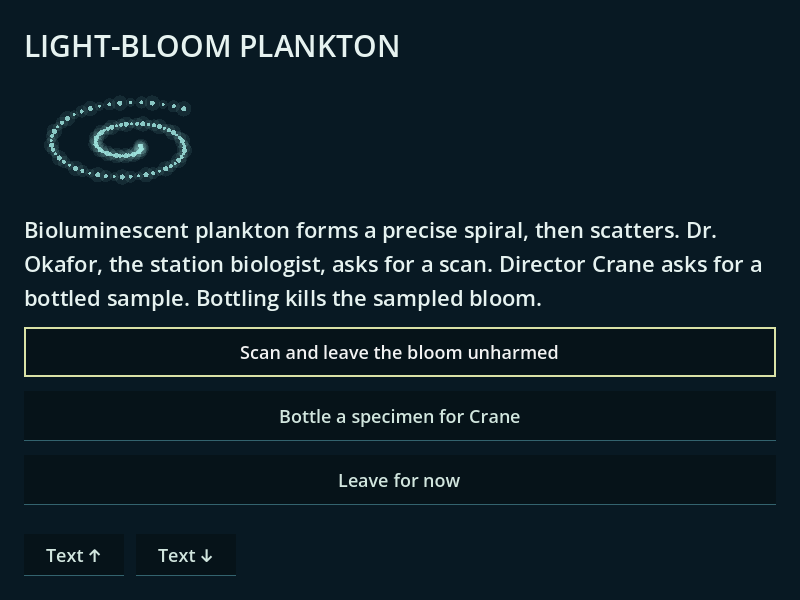 LIGHT-BLOOM PLANKTON
Bioluminescent plankton forms a precise spiral, then scatters. Dr.
Okafor, the station biologist, asks for a scan. Director Crane asks for a
bottled sample. Bottling kills the sampled bloom.
Scan and leave the bloom unharmed
Bottle a specimen for Crane
Leave for now
Text ↑
Text ↓